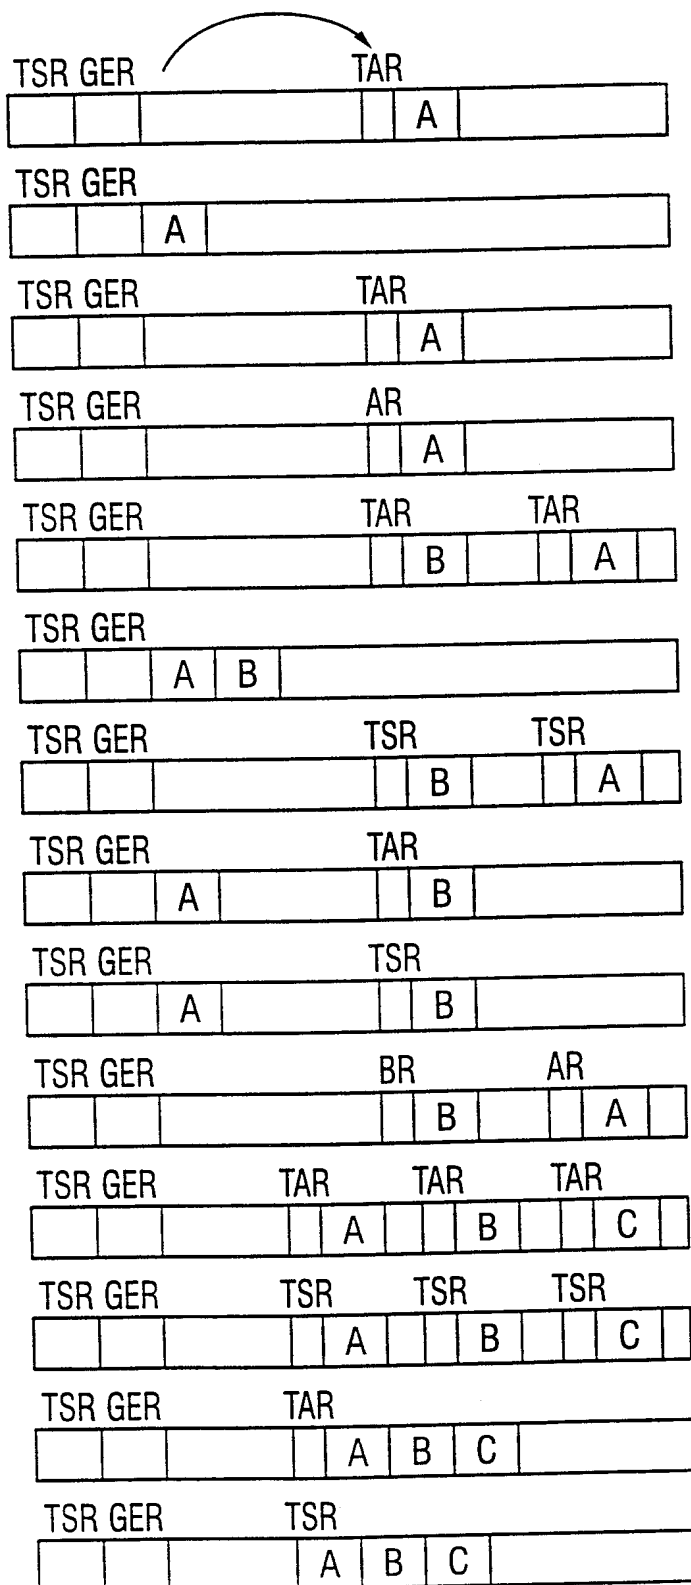 TSR GER TAR
A
TSR GER
A
TSR GER TAR
A
TSR GER AR
A
TSR GER TAR TAR
B A
TSR GER
A B
TSR GER TSR TSR
B A
TSR GER TAR
A B
TSR GER TSR
A B
TSR GER BR AR
B A
TSR GER TAR TAR TAR
A B C
TSR GER TSR TSR TSR
A B C
TSR GER TAR
A B C
TSR GER TSR
A B C